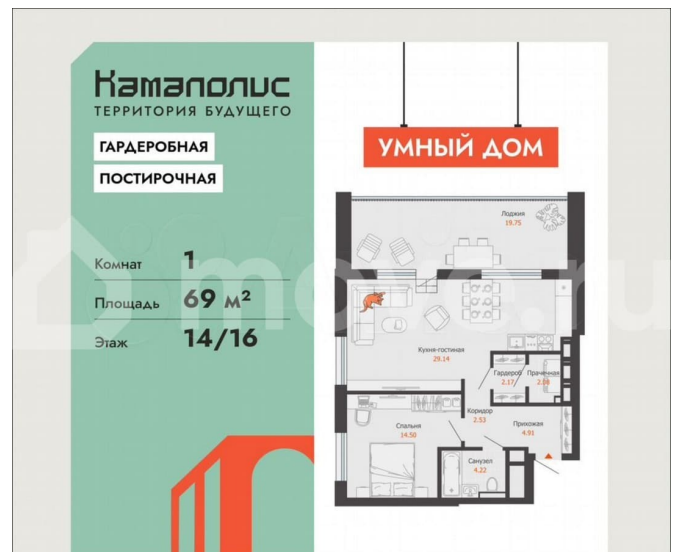 Камаполис
ТЕРРИТОРИЯ БУДУЩЕГО
ГАРДЕРОБНАЯ
ПОСТИРОЧНАЯ
Комнат 1
Площадь 69 м²
Этаж 14/16
УМНЫЙ ДОМ
Лоджия
19.75
Кухня-гостиная
29.14
Гардероб
2.17
Прачечная
Коридор
2.53
Прихожая
4.91
Спальня
14.50
Санузел
4.22
move.ru